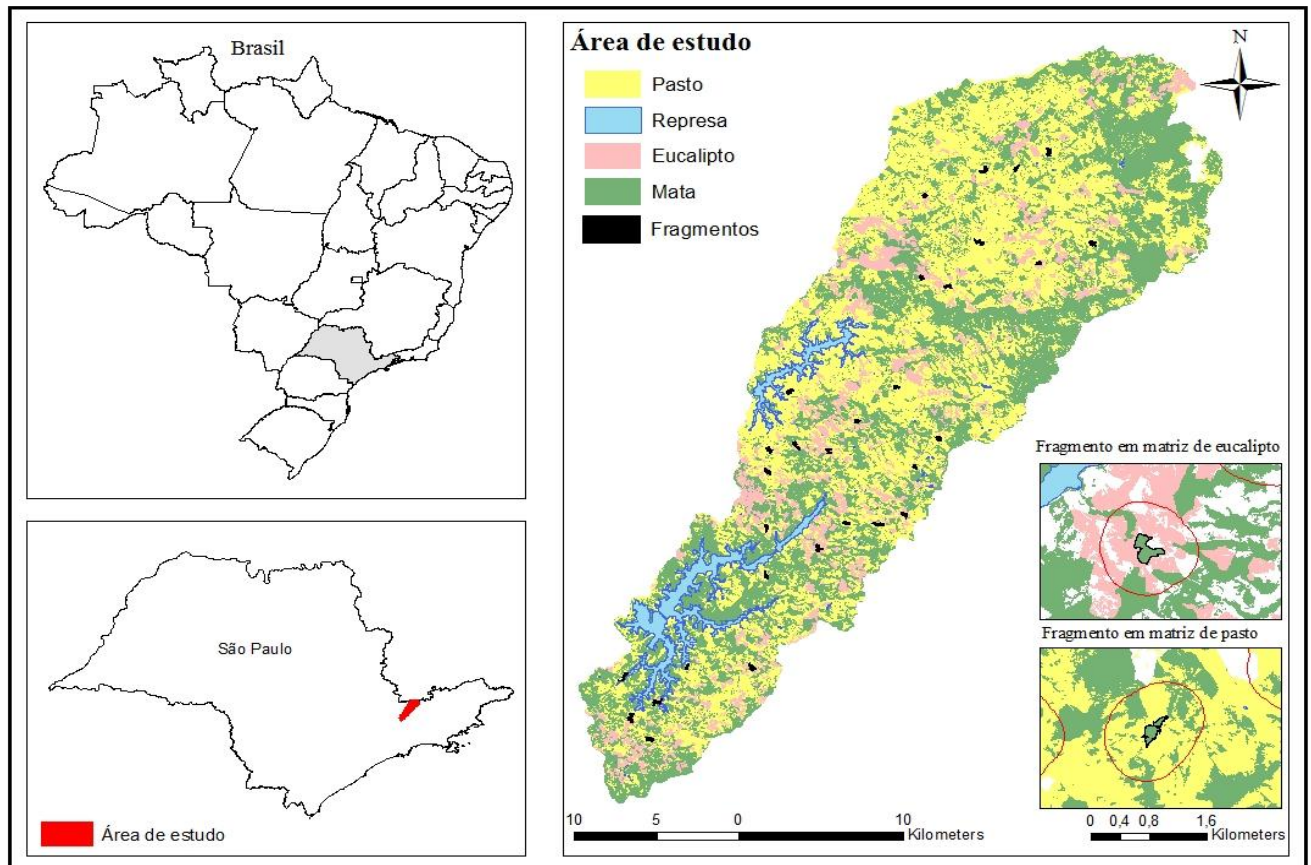 Brasil
São Paulo
Área de estudo
Área de estudo
Pasto
Represa
Eucalipto
Mata
Fragmentos
N
Fragmento em matriz de eucalipto
Fragmento em matriz de pasto
10 5 0 10
Kilometers
0 0,4 0,8 1,6
Kilometers